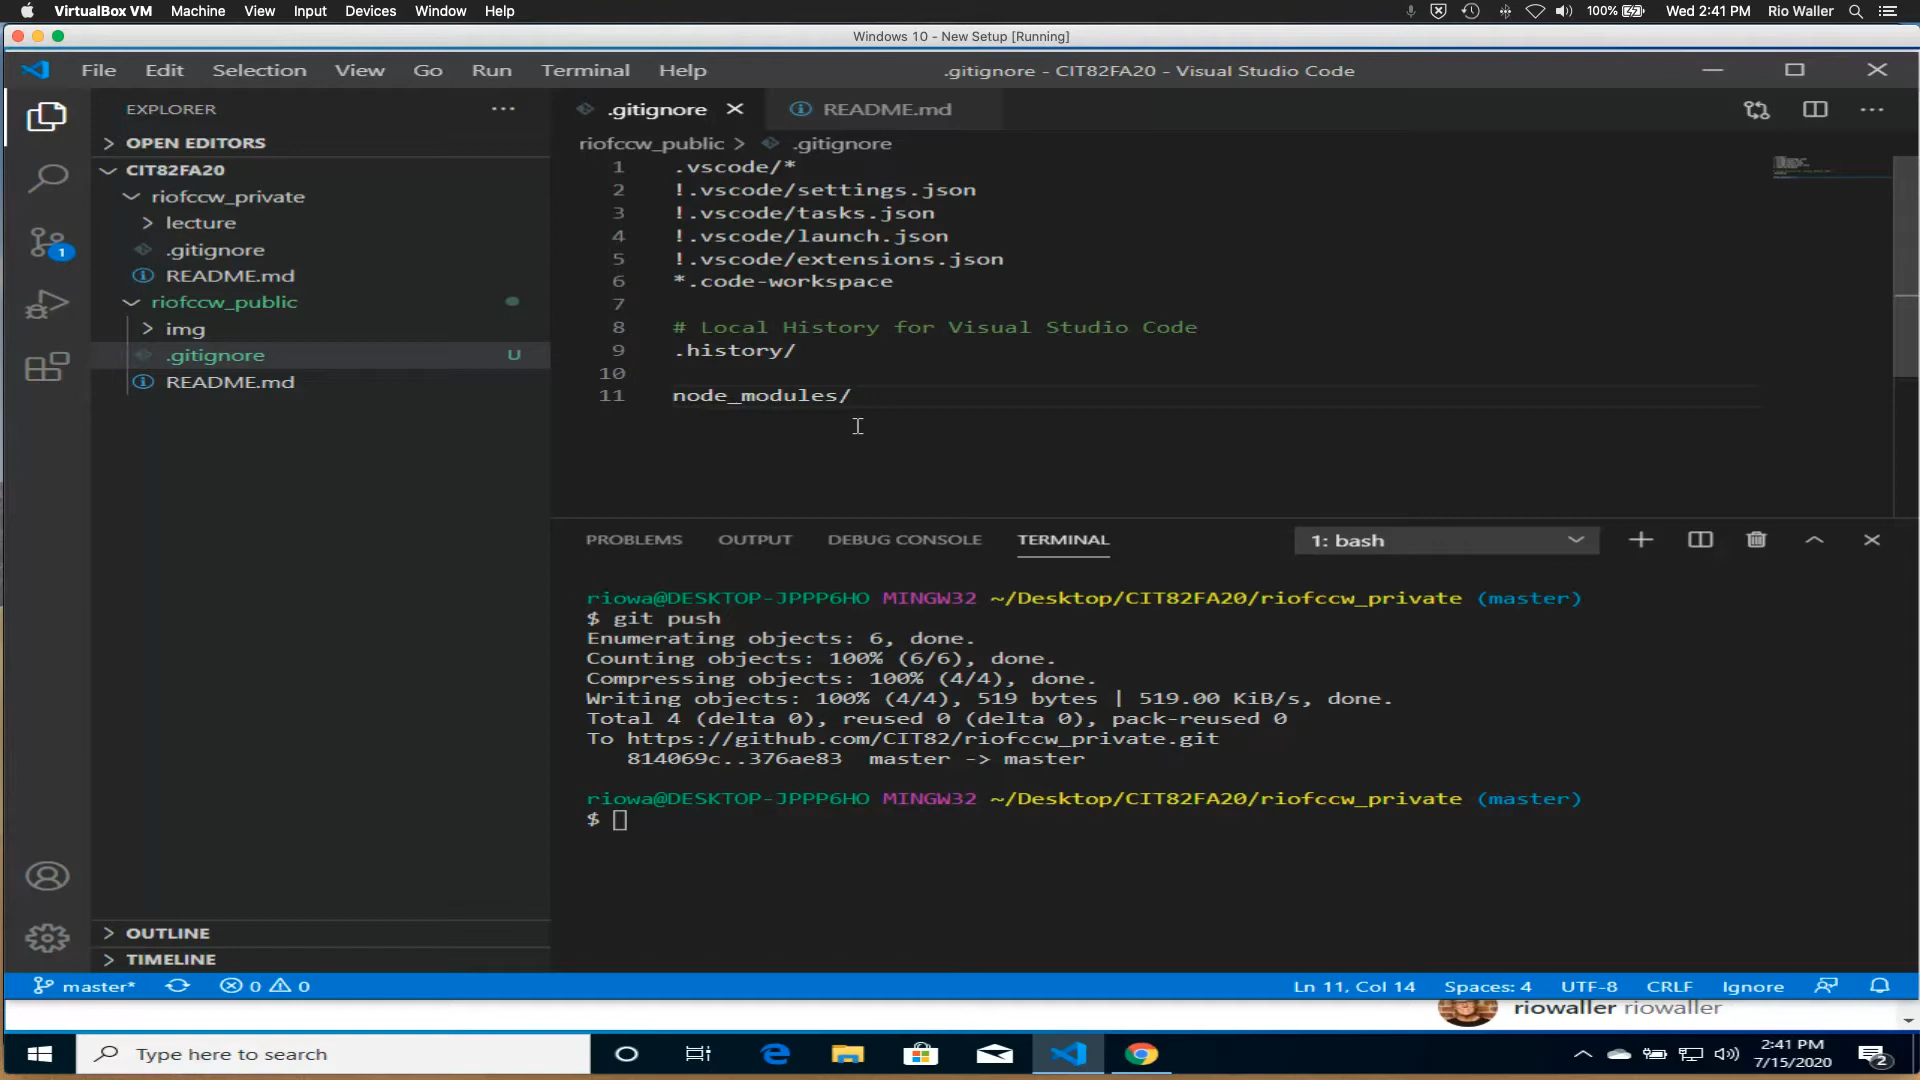 VirtualBox VM Machine View Input Devices Window Help 100% Wed 2:41 PM Rio Waller
Windows 10 - New Setup [Running]
File Edit Selection View Go Run Terminal Help .gitignore - CIT82FA20 - Visual Studio Code
EXPLORER
OPEN EDITORS
CIT82FA20
riofccw_private
lecture
.gitignore
README.md
riofccw_public
img
.gitignore U
README.md
OUTLINE
TIMELINE
1
.gitignore README.md
riofccw_public > .gitignore
1 .vscode/*
2 !.vscode/settings.json
3 !.vscode/tasks.json
4 !.vscode/launch.json
5 !.vscode/extensions.json
6 *.code-workspace
7
8 # Local History for Visual Studio Code
9 .history/
10
11 node_modules/
PROBLEMS OUTPUT DEBUG CONSOLE TERMINAL 1: bash
riowa@DESKTOP-JPPP6HO MINGW32 ~/Desktop/CIT82FA20/riofccw_private (master)
$ git push
Enumerating objects: 6, done.
Counting objects: 100% (6/6), done.
Compressing objects: 100% (4/4), done.
Writing objects: 100% (4/4), 519 bytes | 519.00 KiB/s, done.
Total 4 (delta 0), reused 0 (delta 0), pack-reused 0
To https://github.com/CIT82/riofccw_private.git
814069c..376ae83 master -> master
riowa@DESKTOP-JPPP6HO MINGW32 ~/Desktop/CIT82FA20/riofccw_private (master)
$
master* 0 0 Ln 11, Col 14 Spaces: 4 UTF-8 CRLF Ignore
riowaller riowaller
Type here to search
2:41 PM
7/15/2020
2